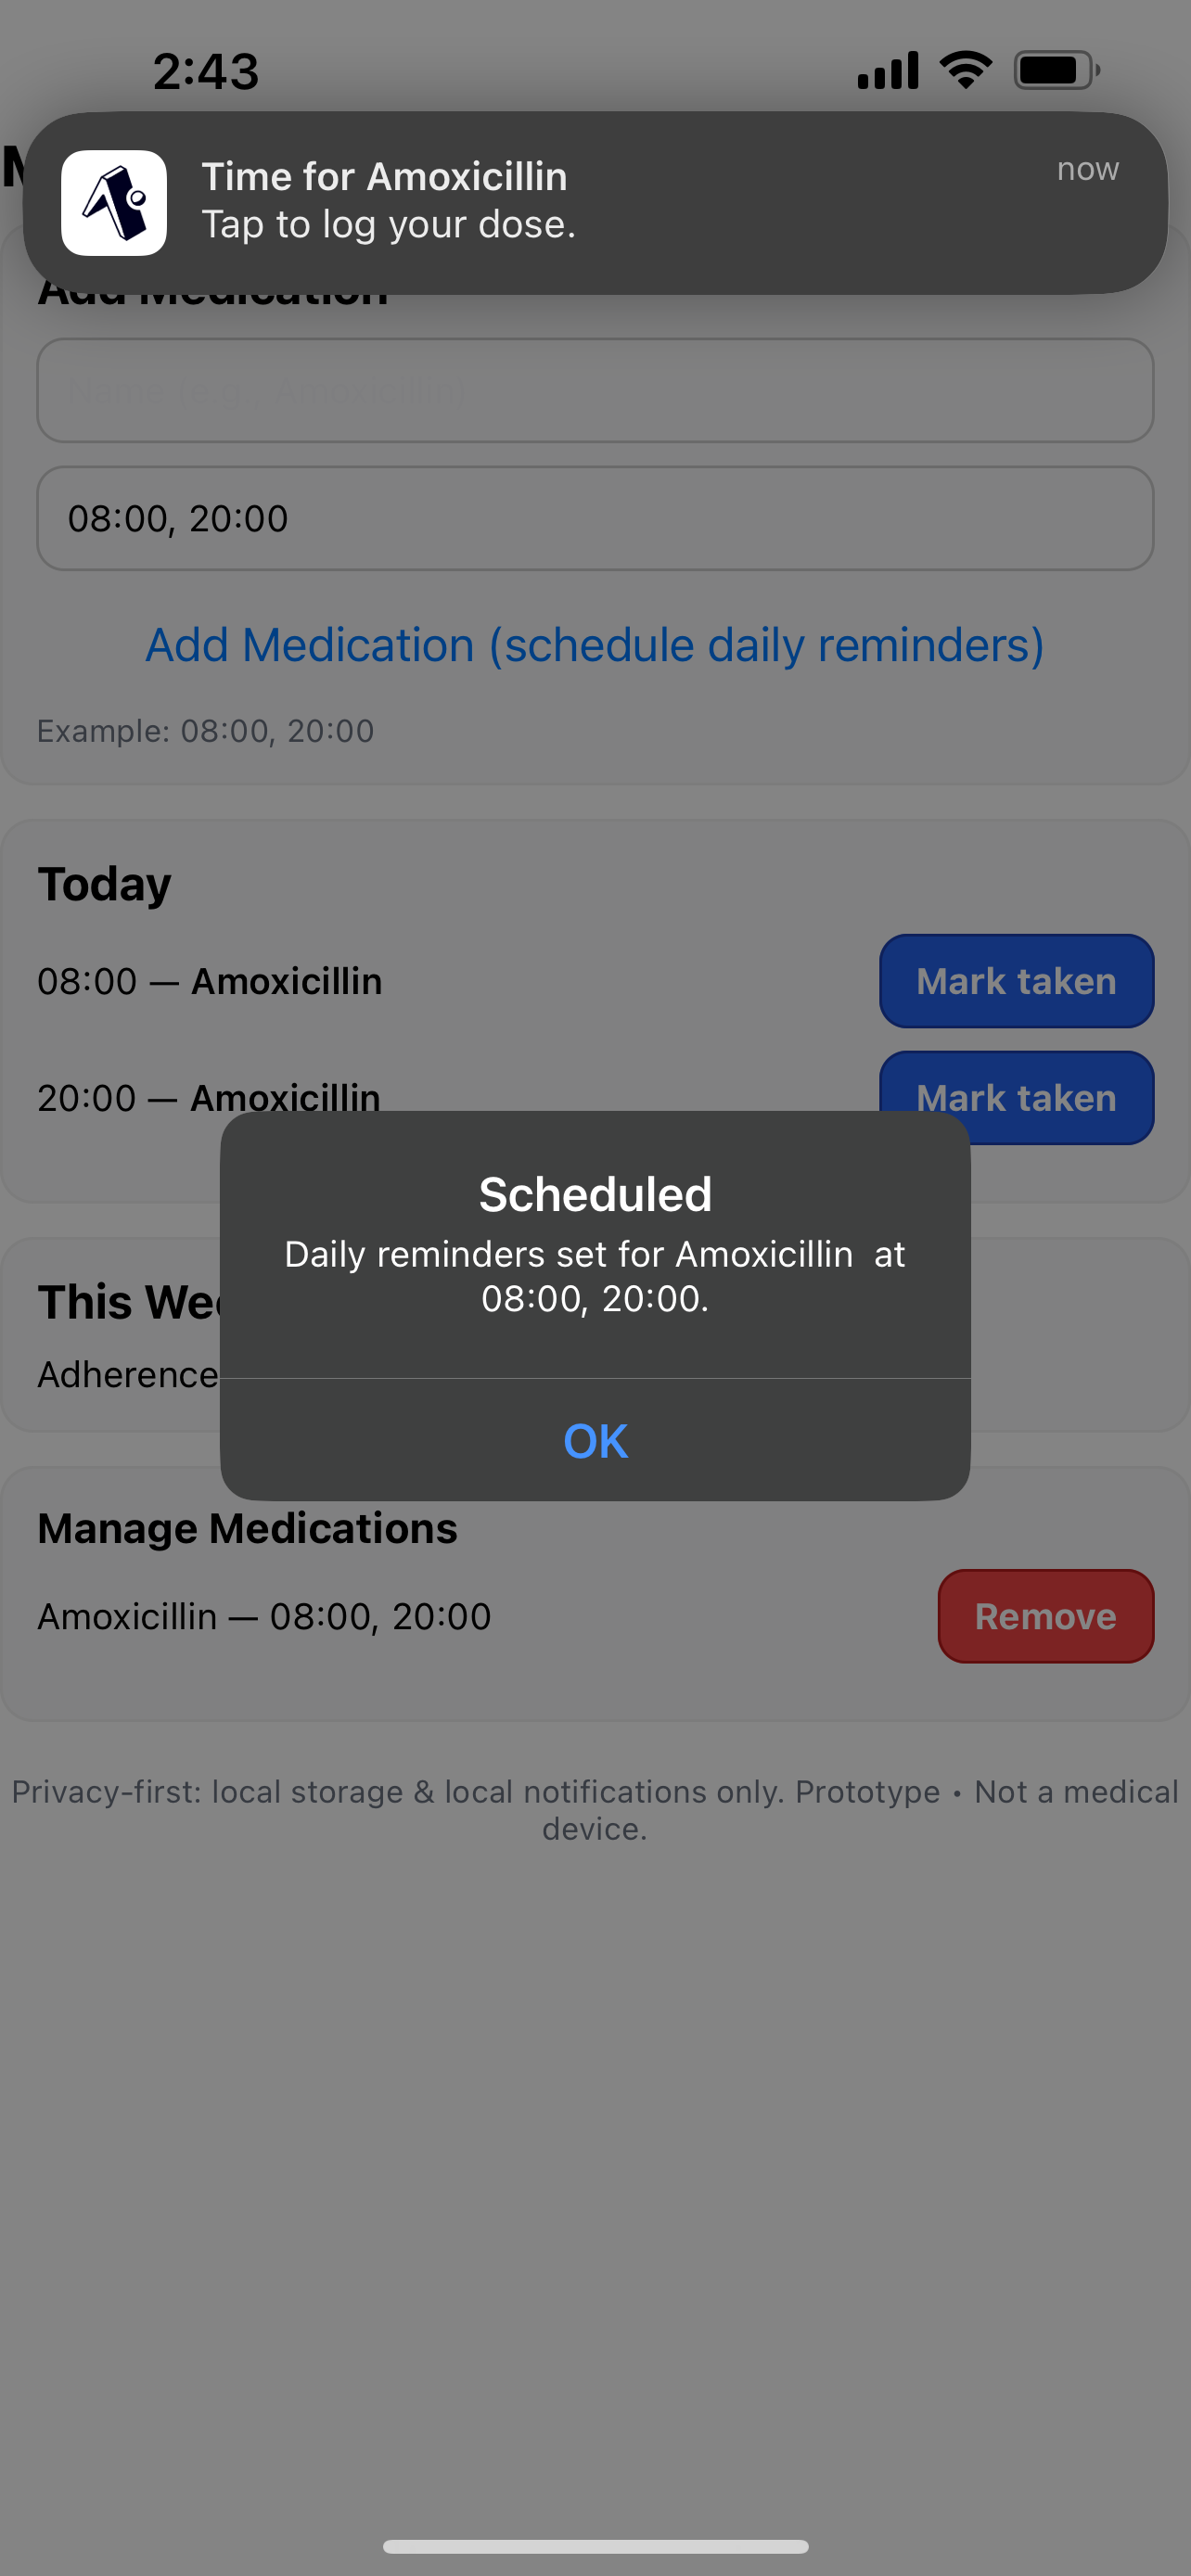 2:43
Time for Amoxicillin
now
Tap to log your dose.
Add Medication
Name (e.g., Amoxicillin)
08:00, 20:00
Add Medication (schedule daily reminders)
Example: 08:00, 20:00
Today
08:00 — Amoxicillin
Mark taken
20:00 — Amoxicillin
Mark taken
Scheduled
Daily reminders set for Amoxicillin  at
08:00, 20:00.
OK
This
Adherence
Manage Medications
Amoxicillin — 08:00, 20:00
Remove
Privacy-first: local storage & local notifications only. Prototype • Not a medical
device.